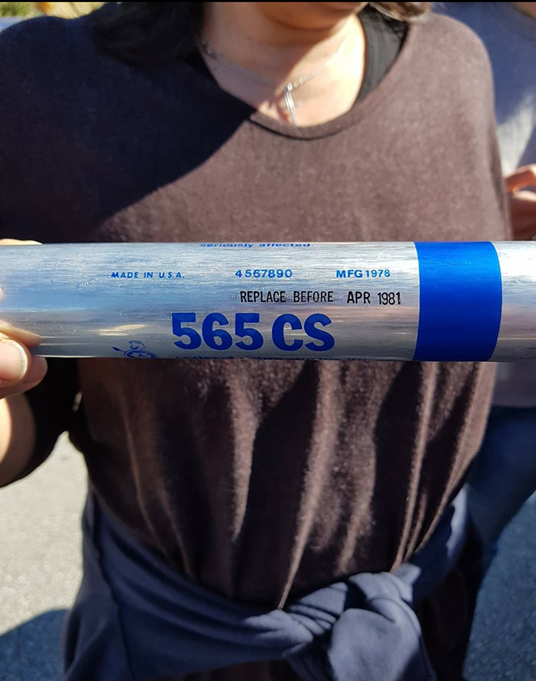 seriously affected.
MADE IN U.S.A. 4567890 MFG 1978
REPLACE BEFORE APR 1981
565 CS